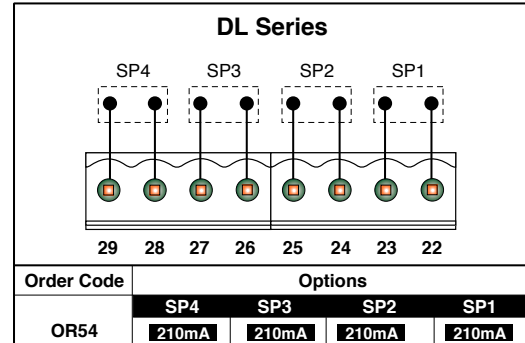 DL Series
SP4 SP3 SP2 SP1
29 28 27 26 25 24 23 22
Order Code Options
SP4 SP3 SP2 SP1
OR54 210mA 210mA 210mA 210mA